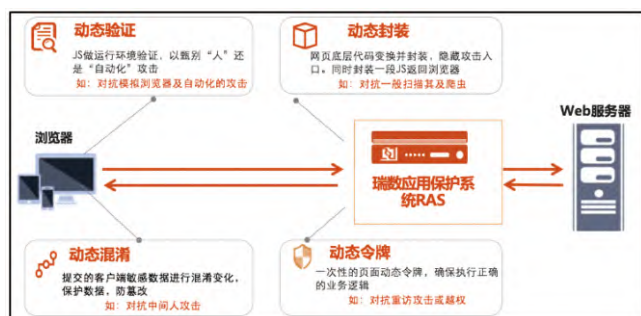 动态验证
JS做运行环境验证，以甄别“人”还
是“自动化”攻击
如：对抗模拟浏览器及自动化的攻击
动态封装
网页底层代码变换并封装，隐藏攻击入
口。同时封装一段JS返回浏览器
如：对抗一般扫描其及爬虫
浏览器
Web服务器
瑞数应用保护系
统RAS
动态混淆
提交的客户端敏感数据进行混淆变化，
保护数据，防篡改
如：对抗中间人攻击
动态令牌
一次性的页面动态令牌，确保执行正确
的业务逻辑
如：对抗重访攻击或越权